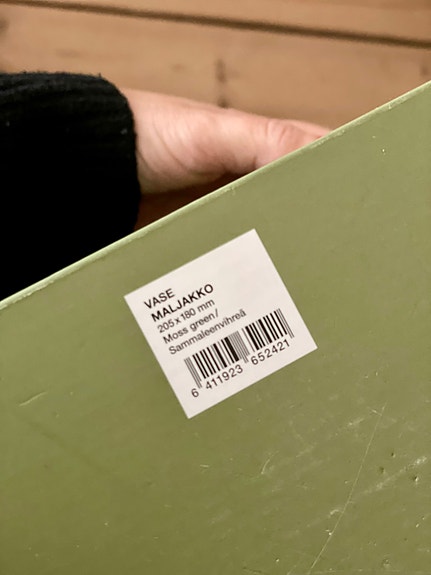 VASE
MALJAKKO
205 x 180 mm
Moss green/
Sammaleenvihreä
6 411923 652421